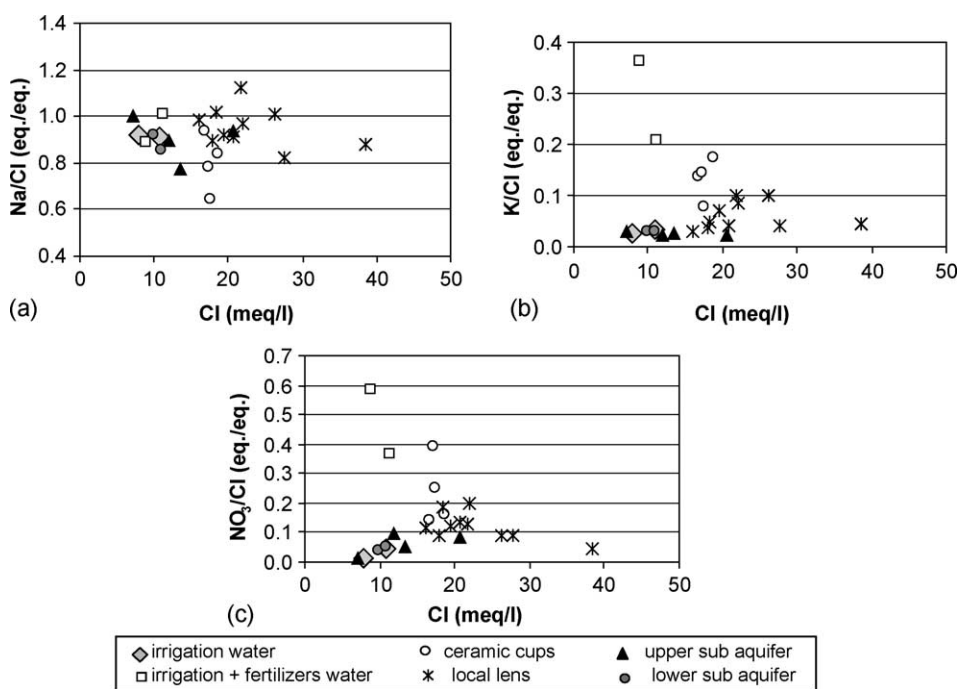 1.4
1.2
1.0
0.8
0.6
0.4
0 10 20 30 40 50
Na/Cl (eq./eq.)
Cl (meq/l)
(a)
0.4
0.3
0.2
0.1
0.0
0 10 20 30 40 50
K/Cl (eq./eq.)
Cl (meq/l)
(b)
0.7
0.6
0.5
0.4
0.3
0.2
0.1
0.0
0 10 20 30 40 50
NO₃/Cl (eq./eq.)
Cl (meq/l)
(c)
irrigation water ceramic cups upper sub aquifer
irrigation + fertilizers water local lens lower sub aquifer